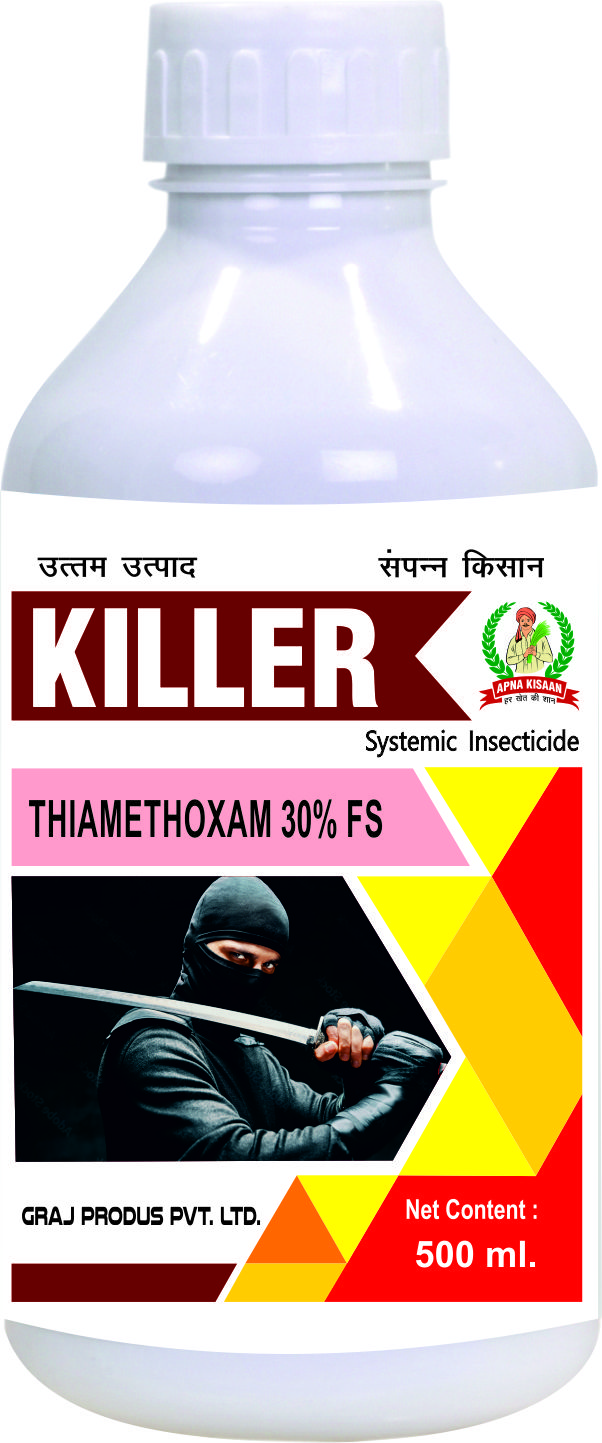 उत्तम उत्पाद संपन्न किसान
KILLER
APNA KISAAN
हर खेत की शान
Systemic Insecticide
THIAMETHOXAM 30% FS
GRAJ PRODUS PVT. LTD.
Net Content :
500 ml.